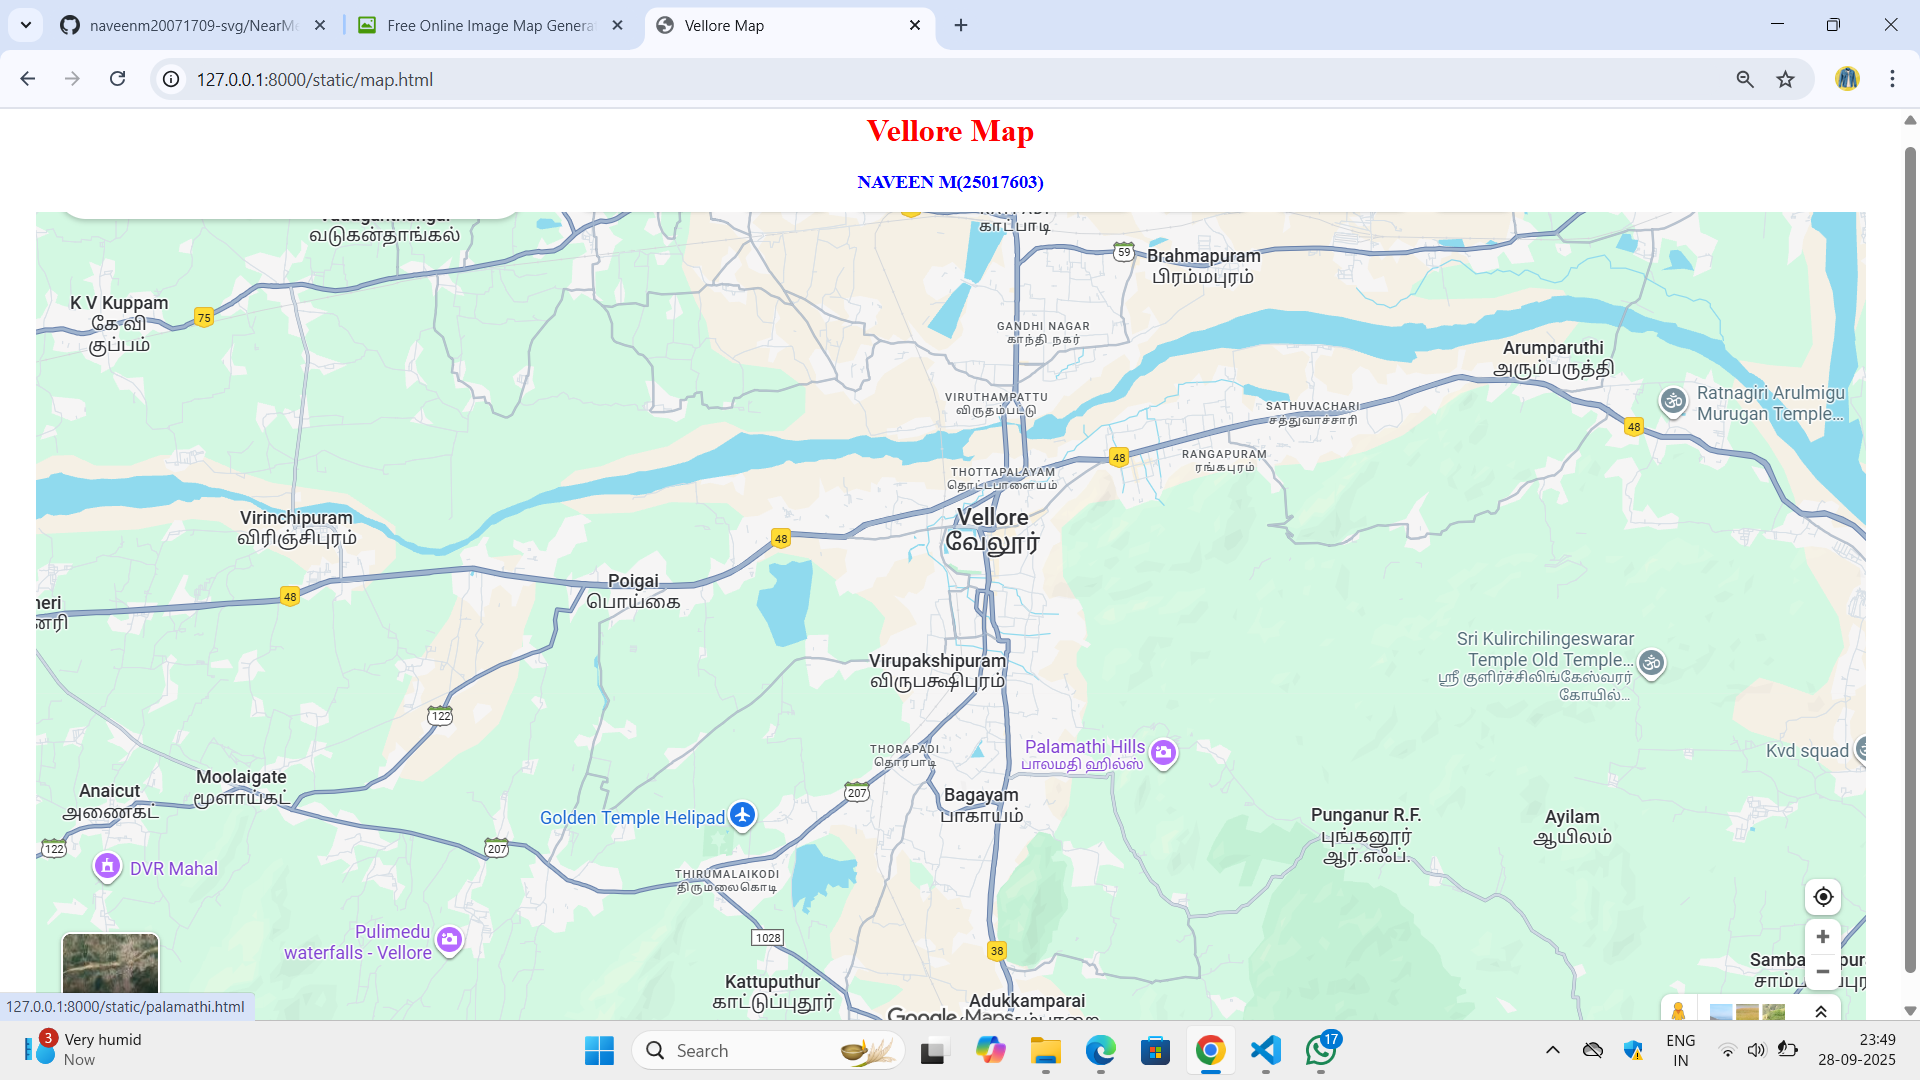 naveenm20071709-svg/NearMe
Free Online Image Map Genera
Vellore Map
127.0.0.1:8000/static/map.html
Vellore Map
NAVEEN M(25017603)
வடுகன்தாங்கல்
காட்பாடி
59
Brahmapuram
பிரம்மபுரம்
K V Kuppam
கே வி
குப்பம்
75
GANDHI NAGAR
காந்தி நகர்
Arumparuthi
அரும்பருத்தி
Ratnagiri Arulmigu
Murugan Temple...
VIRUTHAMPATTU
விருதம்பட்டு
SATHUVACHARI
சத்துவாச்சாரி
48
48
RANGAPURAM
ரங்கபுரம்
THOTTAPALAYAM
தொட்டபாளையம்
Virinchipuram
விரிஞ்சிபுரம்
Vellore
வேலூர்
48
Poigai
பொய்கை
48
heri
னரி
Sri Kulirchilingeswarar
Temple Old Temple...
ஸ்ரீ குளிர்ச்சிலிங்கேஸ்வரர்
கோயில்...
Virupakshipuram
விருபக்ஷிபுரம்
122
THORAPADI
தொரபாடி
Palamathi Hills
பாலமதி ஹில்ஸ்
Kvd squad
Moolaigate
மூளாய்கட்
Anaicut
அணைகட்
207
Bagayam
பாகாயம்
Golden Temple Helipad
Punganur R.F.
புங்கனூர்
ஆர்.எஃப்.
Ayilam
ஆயிலம்
122
207
DVR Mahal
THIRUMALAIKODI
திருமலைகொடி
Pulimedu
waterfalls - Vellore
1028
38
Kattuputhur
காட்டுப்புதூர்
Adukkamparai
Google Maps
127.0.0.1:8000/static/palamathi.html
3
Very humid
Now
Search
17
ENG
IN
23:49
28-09-2025